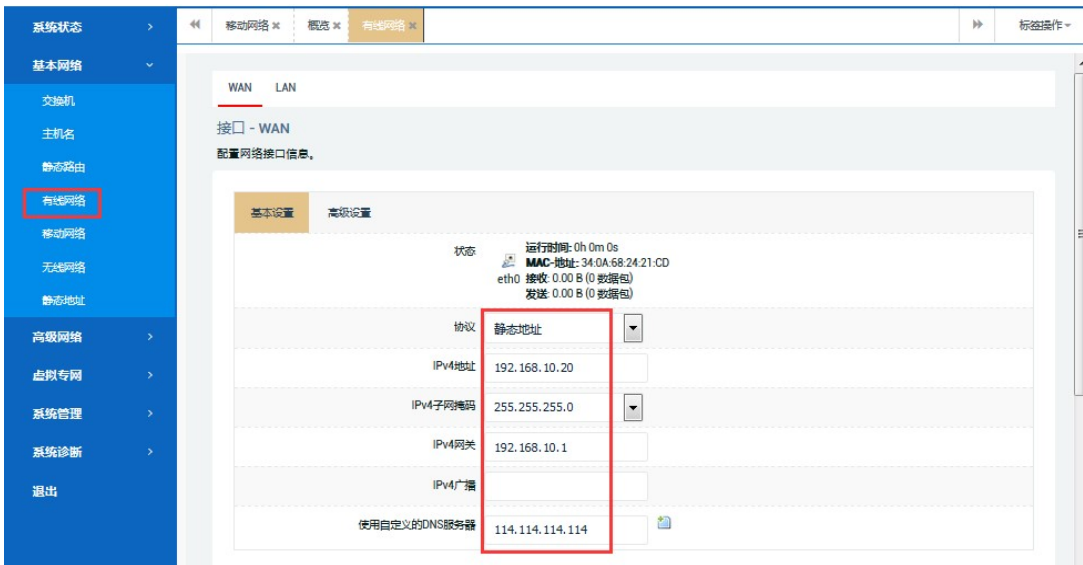 系统状态
基本网络
交换机
主机名
静态路由
有线网络
移动网络
无线网络
静态地址
高级网络
虚拟专网
系统管理
系统诊断
退出
移动网络 概览 有线网络 标签操作
WAN LAN
接口 - WAN
配置网络接口信息。
基本设置 高级设置
状态 运行时间: 0h 0m 0s
MAC-地址: 34:0A:68:24:21:CD
eth0 接收: 0.00 B (0 数据包)
发送: 0.00 B (0 数据包)
协议 静态地址
IPv4地址 192.168.10.20
IPv4子网掩码 255.255.255.0
IPv4网关 192.168.10.1
IPv4广播
使用自定义的DNS服务器 114.114.114.114